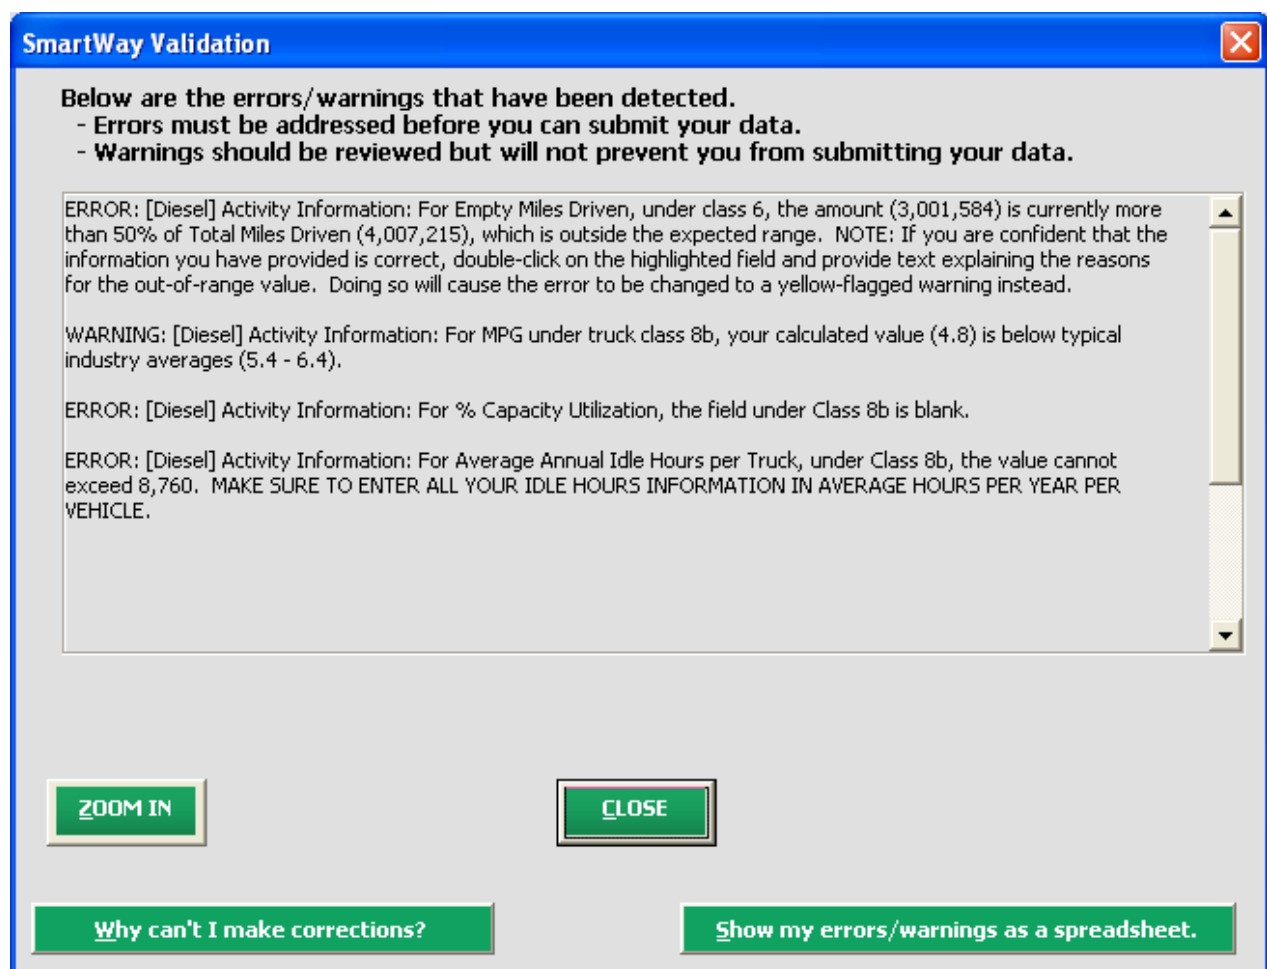 SmartWay Validation
Below are the errors/warnings that have been detected.
- Errors must be addressed before you can submit your data.
- Warnings should be reviewed but will not prevent you from submitting your data.
ERROR: [Diesel] Activity Information: For Empty Miles Driven, under class 6, the amount (3,001,584) is currently more
than 50% of Total Miles Driven (4,007,215), which is outside the expected range.  NOTE: If you are confident that the
information you have provided is correct, double-click on the highlighted field and provide text explaining the reasons
for the out-of-range value.  Doing so will cause the error to be changed to a yellow-flagged warning instead.
WARNING: [Diesel] Activity Information: For MPG under truck class 8b, your calculated value (4.8) is below typical
industry averages (5.4 - 6.4).
ERROR: [Diesel] Activity Information: For % Capacity Utilization, the field under Class 8b is blank.
ERROR: [Diesel] Activity Information: For Average Annual Idle Hours per Truck, under Class 8b, the value cannot
exceed 8,760.  MAKE SURE TO ENTER ALL YOUR IDLE HOURS INFORMATION IN AVERAGE HOURS PER YEAR PER
VEHICLE.
ZOOM IN
CLOSE
Why can't I make corrections?
Show my errors/warnings as a spreadsheet.